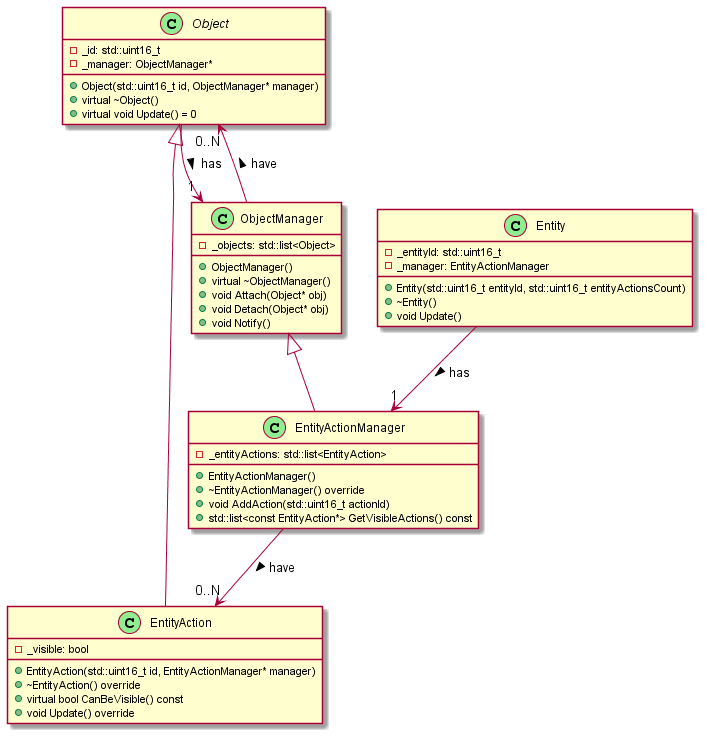 C Object
_id: std::uint16_t
_manager: ObjectManager*
Object(std::uint16_t id, ObjectManager* manager)
virtual ~Object()
virtual void Update() = 0
0..N
has
have
1
C ObjectManager
_objects: std::list<Object>
ObjectManager()
virtual ~ObjectManager()
void Attach(Object* obj)
void Detach(Object* obj)
void Notify()
C Entity
_entityId: std::uint16_t
_manager: EntityActionManager
Entity(std::uint16_t entityId, std::uint16_t entityActionsCount)
~Entity()
void Update()
has
1
C EntityActionManager
_entityActions: std::list<EntityAction>
EntityActionManager()
~EntityActionManager() override
void AddAction(std::uint16_t actionId)
std::list<const EntityAction*> GetVisibleActions() const
have
0..N
C EntityAction
_visible: bool
EntityAction(std::uint16_t id, EntityActionManager* manager)
~EntityAction() override
virtual bool CanBeVisible() const
void Update() override